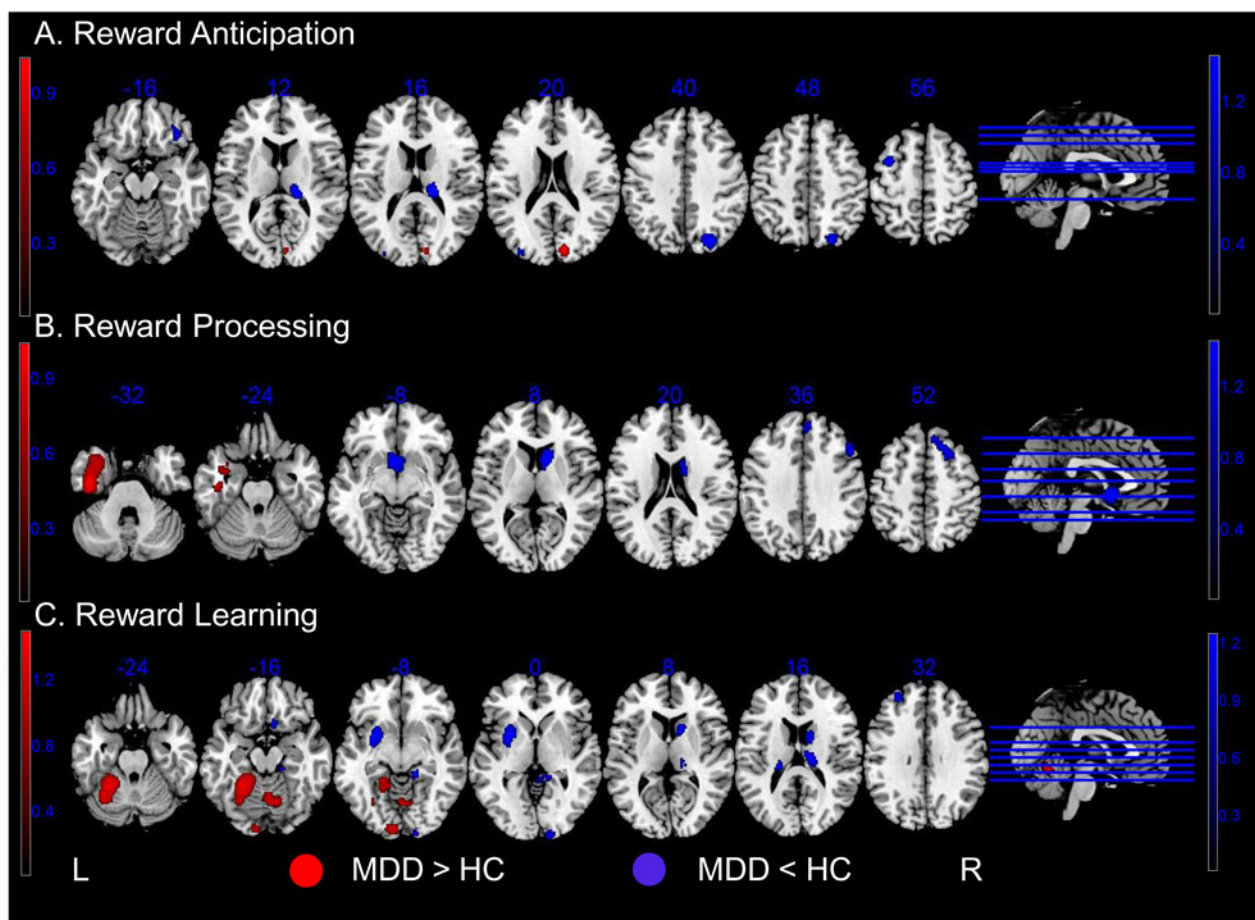 A. Reward Anticipation
-16 12 16 20 40 48 56
0.9
0.6
0.3
1.2
0.8
0.4
B. Reward Processing
-32 -24 -8 8 20 36 52
0.9
0.6
0.3
1.2
0.8
0.4
C. Reward Learning
-24 -16 -8 0 8 16 32
1.2
0.8
0.4
1.2
0.9
0.6
0.3
L MDD > HC MDD < HC R